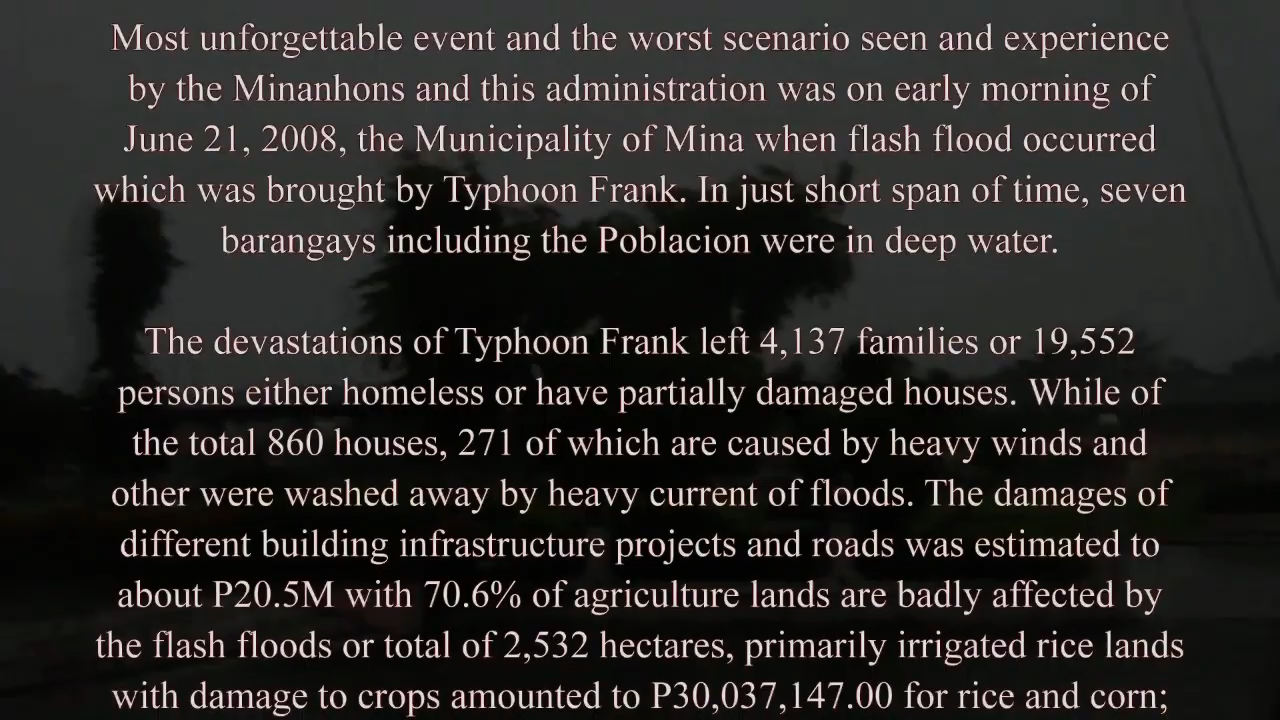 Most unforgettable event and the worst scenario seen and experience
by the Minanhons and this administration was on early morning of
June 21, 2008, the Municipality of Mina when flash flood occurred
which was brought by Typhoon Frank. In just short span of time, seven
barangays including the Poblacion were in deep water.
The devastations of Typhoon Frank left 4,137 families or 19,552
persons either homeless or have partially damaged houses. While of
the total 860 houses, 271 of which are caused by heavy winds and
other were washed away by heavy current of floods. The damages of
different building infrastructure projects and roads was estimated to
about P20.5M with 70.6% of agriculture lands are badly affected by
the flash floods or total of 2,532 hectares, primarily irrigated rice lands
with damage to crops amounted to P30,037,147.00 for rice and corn;